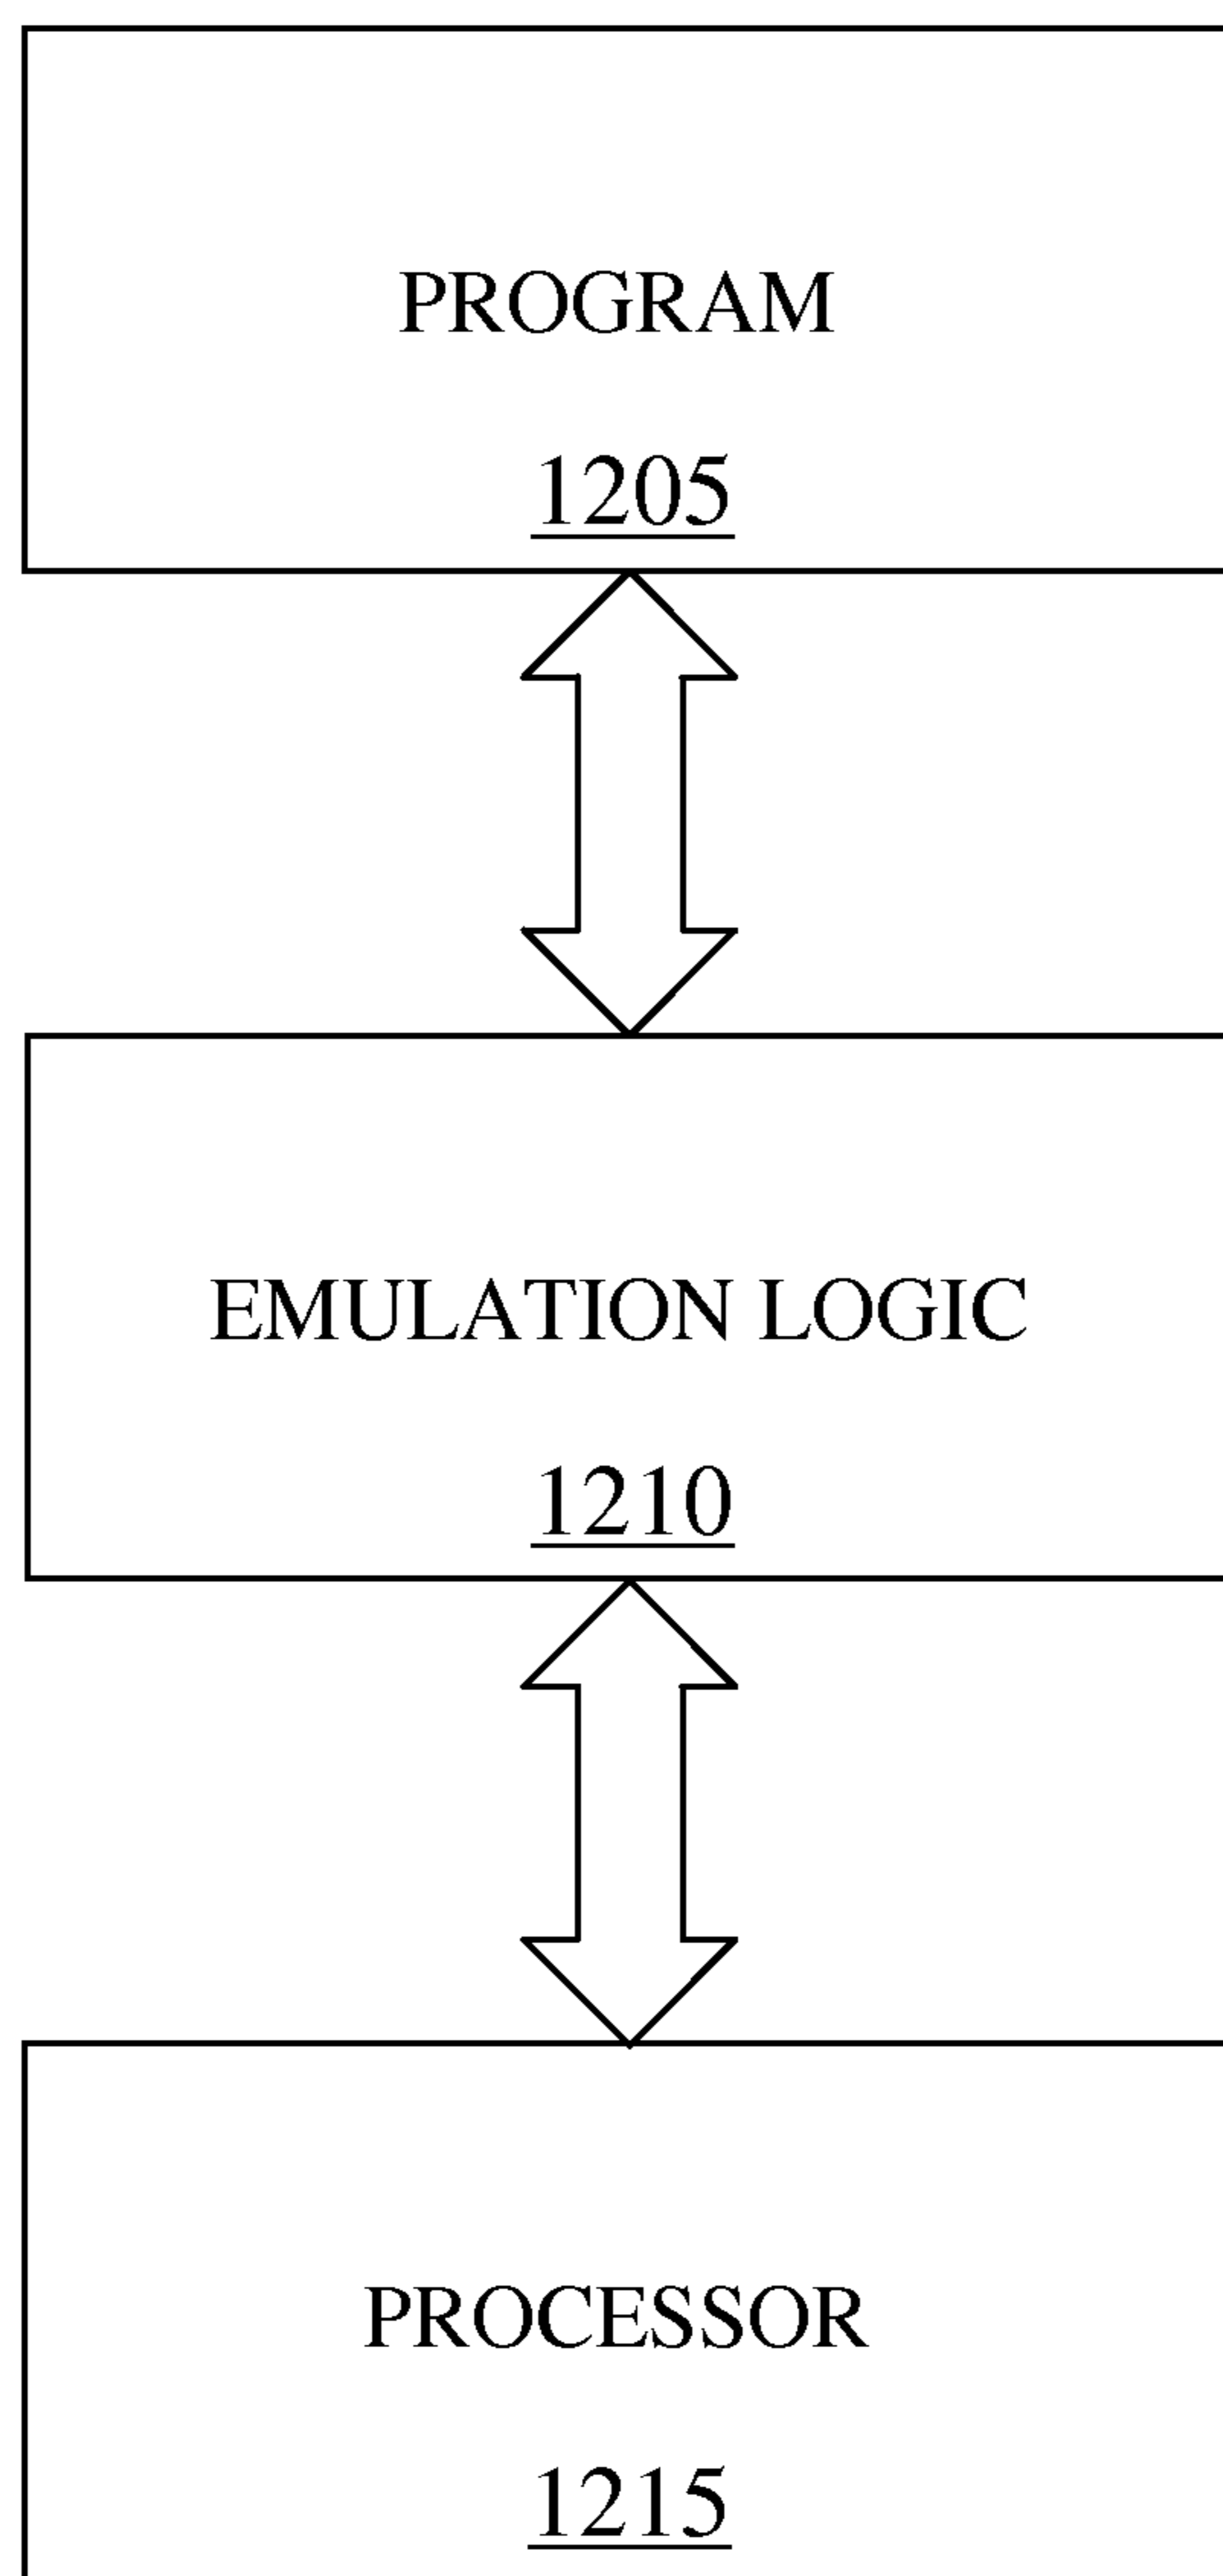 PROGRAM
1205
EMULATION LOGIC
1210
PROCESSOR
1215